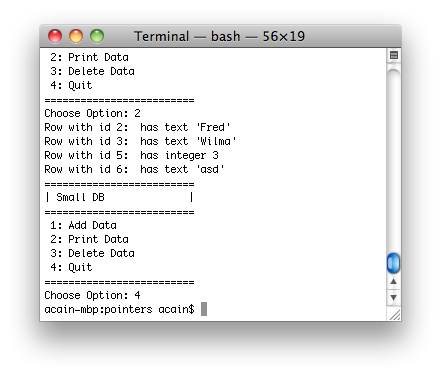 Terminal — bash — 56×19
2: Print Data
3: Delete Data
4: Quit
=========================
Choose Option: 2
Row with id 2:  has text 'Fred'
Row with id 3:  has text 'Wilma'
Row with id 5:  has integer 3
Row with id 6:  has text 'asd'
=========================
| Small DB              |
=========================
1: Add Data
2: Print Data
3: Delete Data
4: Quit
=========================
Choose Option: 4
acain-mbp:pointers acain$